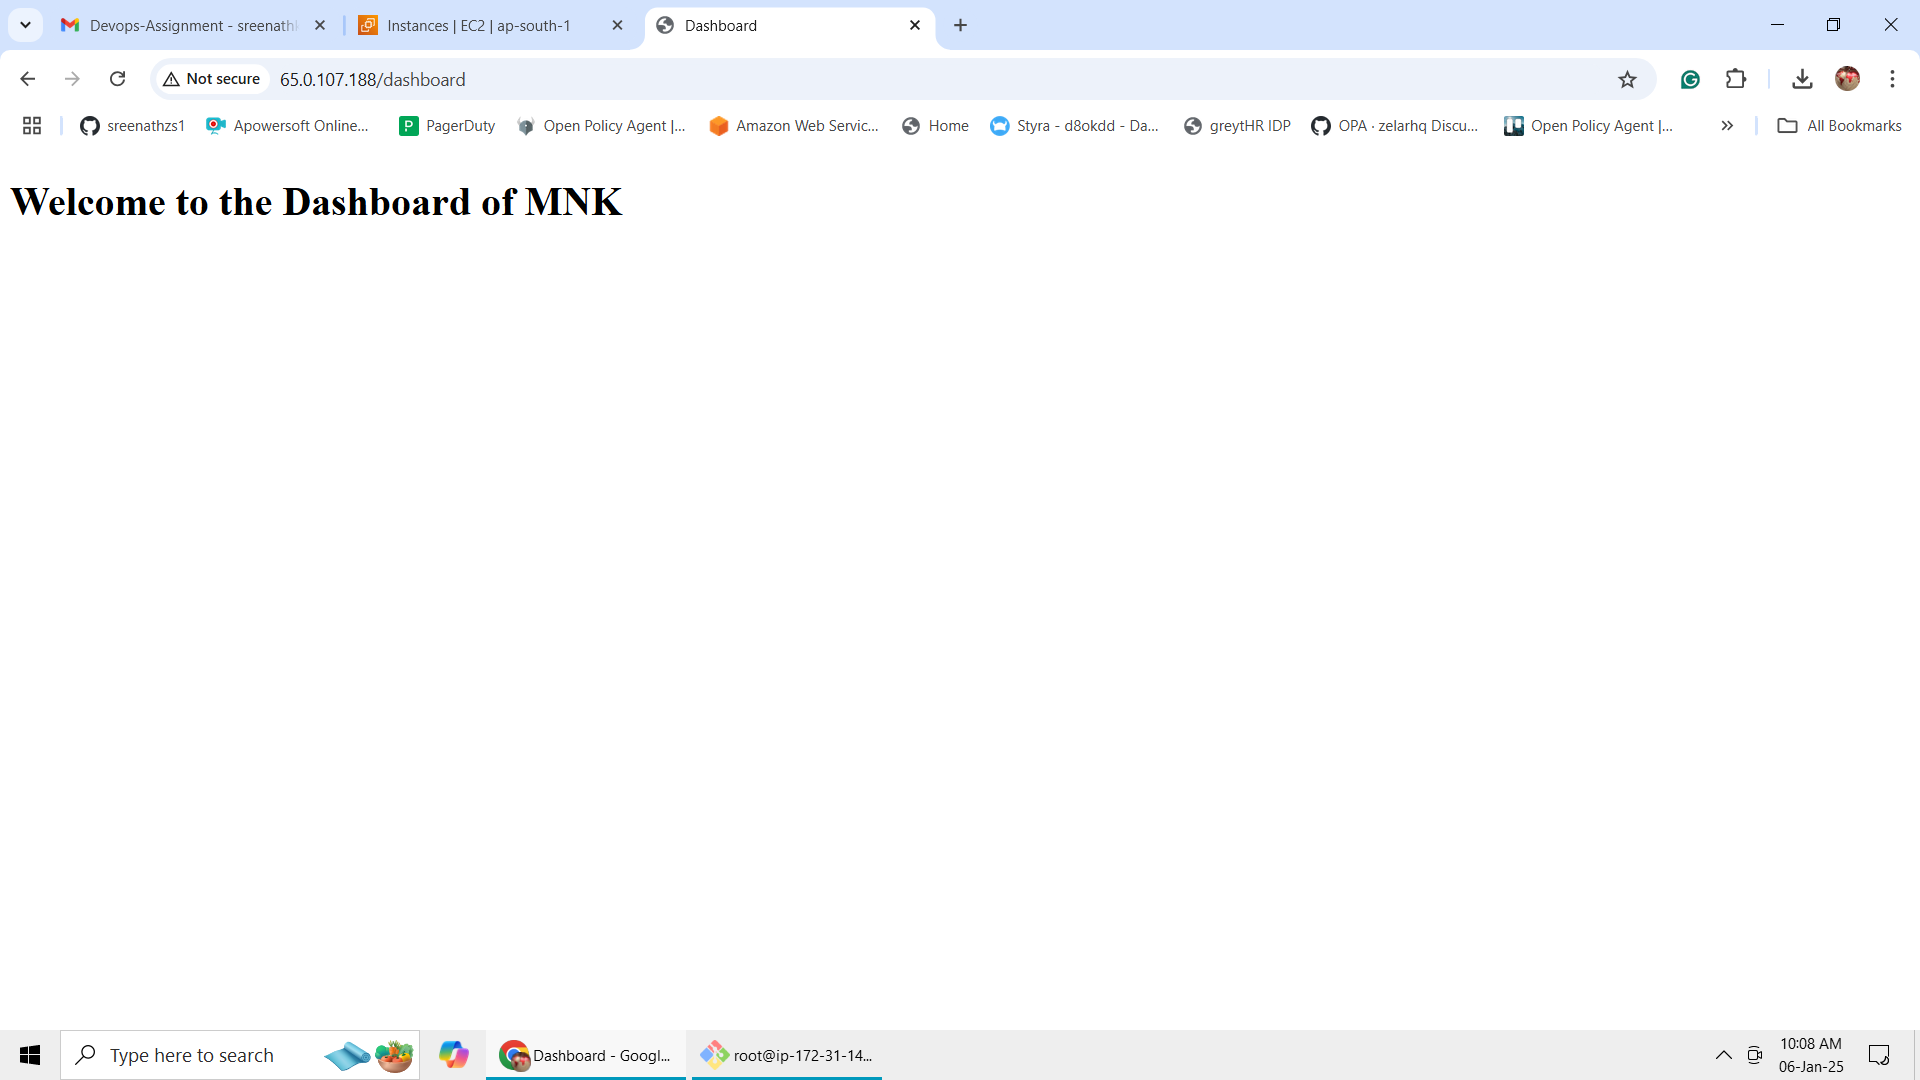 Devops-Assignment - sreenathk
Instances | EC2 | ap-south-1
Dashboard
Not secure
65.0.107.188/dashboard
sreenathzs1
Apowersoft Online...
PagerDuty
Open Policy Agent |...
Amazon Web Servic...
Home
Styra - d8okdd - Da...
greytHR IDP
OPA · zelarhq Discu...
Open Policy Agent |...
All Bookmarks
Welcome to the Dashboard of MNK
Type here to search
Dashboard - Googl...
root@ip-172-31-14...
10:08 AM
06-Jan-25